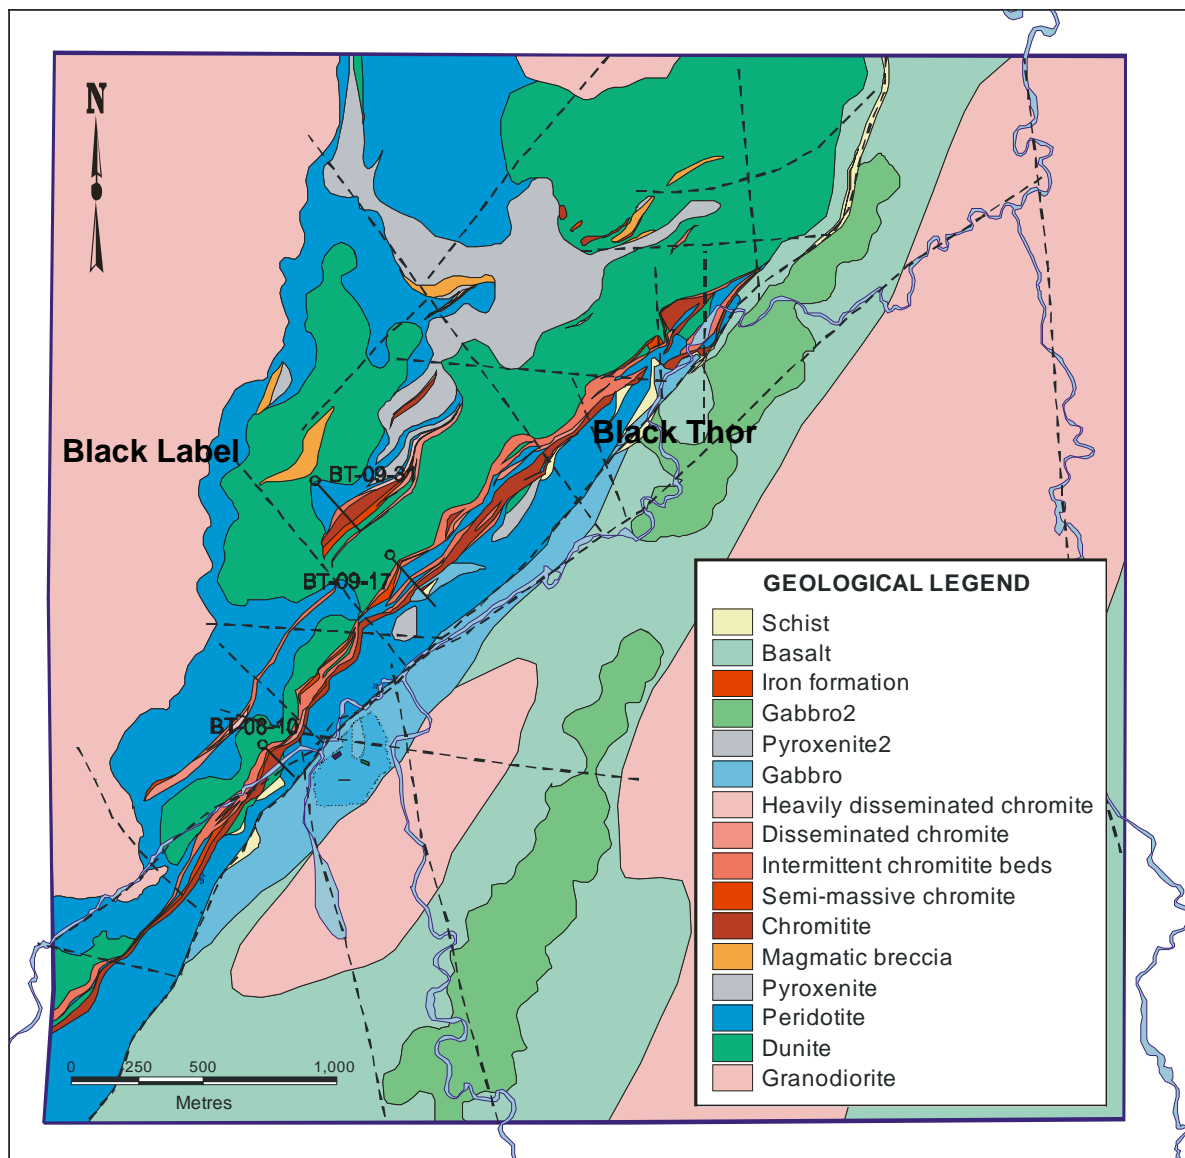 N
Black Label
Black Thor
BT-09-31
BT-09-17
BT-08-10
GEOLOGICAL LEGEND
Schist
Basalt
Iron formation
Gabbro2
Pyroxenite2
Gabbro
Heavily disseminated chromite
Disseminated chromite
Intermittent chromitite beds
Semi-massive chromite
Chromitite
Magmatic breccia
Pyroxenite
Peridotite
Dunite
Granodiorite
0 250 500 1,000
Metres